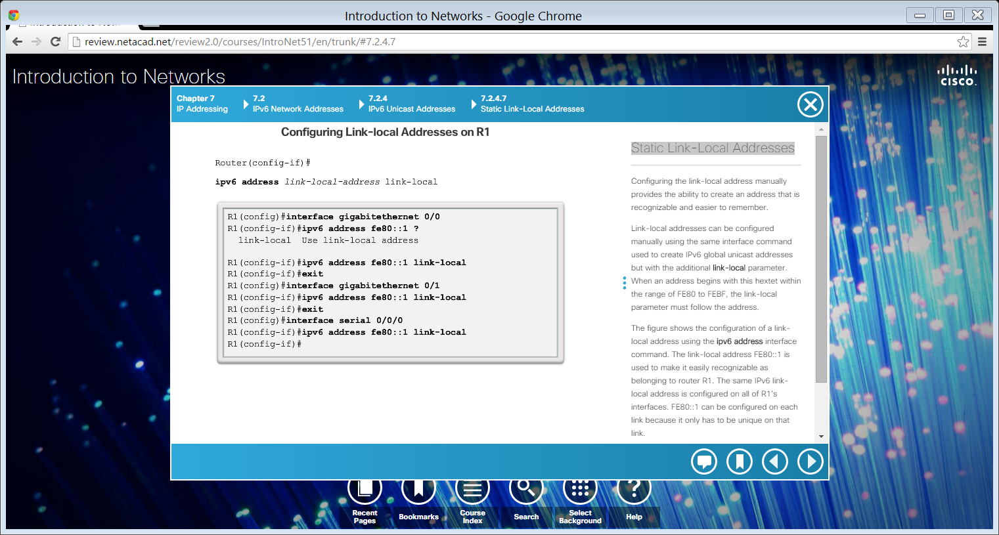 Introduction to Networks - Google Chrome
review.netacad.net/review2.0/courses/IntroNet51/en/trunk/#7.2.4.7
Introduction to Networks
CISCO
Chapter 7
IP Addressing
7.2
IPv6 Network Addresses
7.2.4
IPv6 Unicast Addresses
7.2.4.7
Static Link-Local Addresses
Configuring Link-local Addresses on R1
Router(config-if)#
ipv6 address link-local-address link-local
R1(config)#interface gigabitethernet 0/0
R1(config-if)#ipv6 address fe80::1 ?
link-local  Use link-local address
R1(config-if)#ipv6 address fe80::1 link-local
R1(config-if)#exit
R1(config)#interface gigabitethernet 0/1
R1(config-if)#ipv6 address fe80::1 link-local
R1(config-if)#exit
R1(config)#interface serial 0/0/0
R1(config-if)#ipv6 address fe80::1 link-local
R1(config-if)#
Static Link-Local Addresses
Configuring the link-local address manually
provides the ability to create an address that is
recognizable and easier to remember.
Link-local addresses can be configured
manually using the same interface command
used to create IPv6 global unicast addresses
but with the additional link-local parameter.
When an address begins with this hextet within
the range of FE80 to FEBF, the link-local
parameter must follow the address.
The figure shows the configuration of a link-
local address using the ipv6 address interface
command. The link-local address FE80::1 is
used to make it easily recognizable as
belonging to router R1. The same IPv6 link-
local address is configured on all of R1's
interfaces. FE80::1 can be configured on each
link because it only has to be unique on that
link.
Recent
Pages
Bookmarks
Course
Index
Search
Select
Background
Help